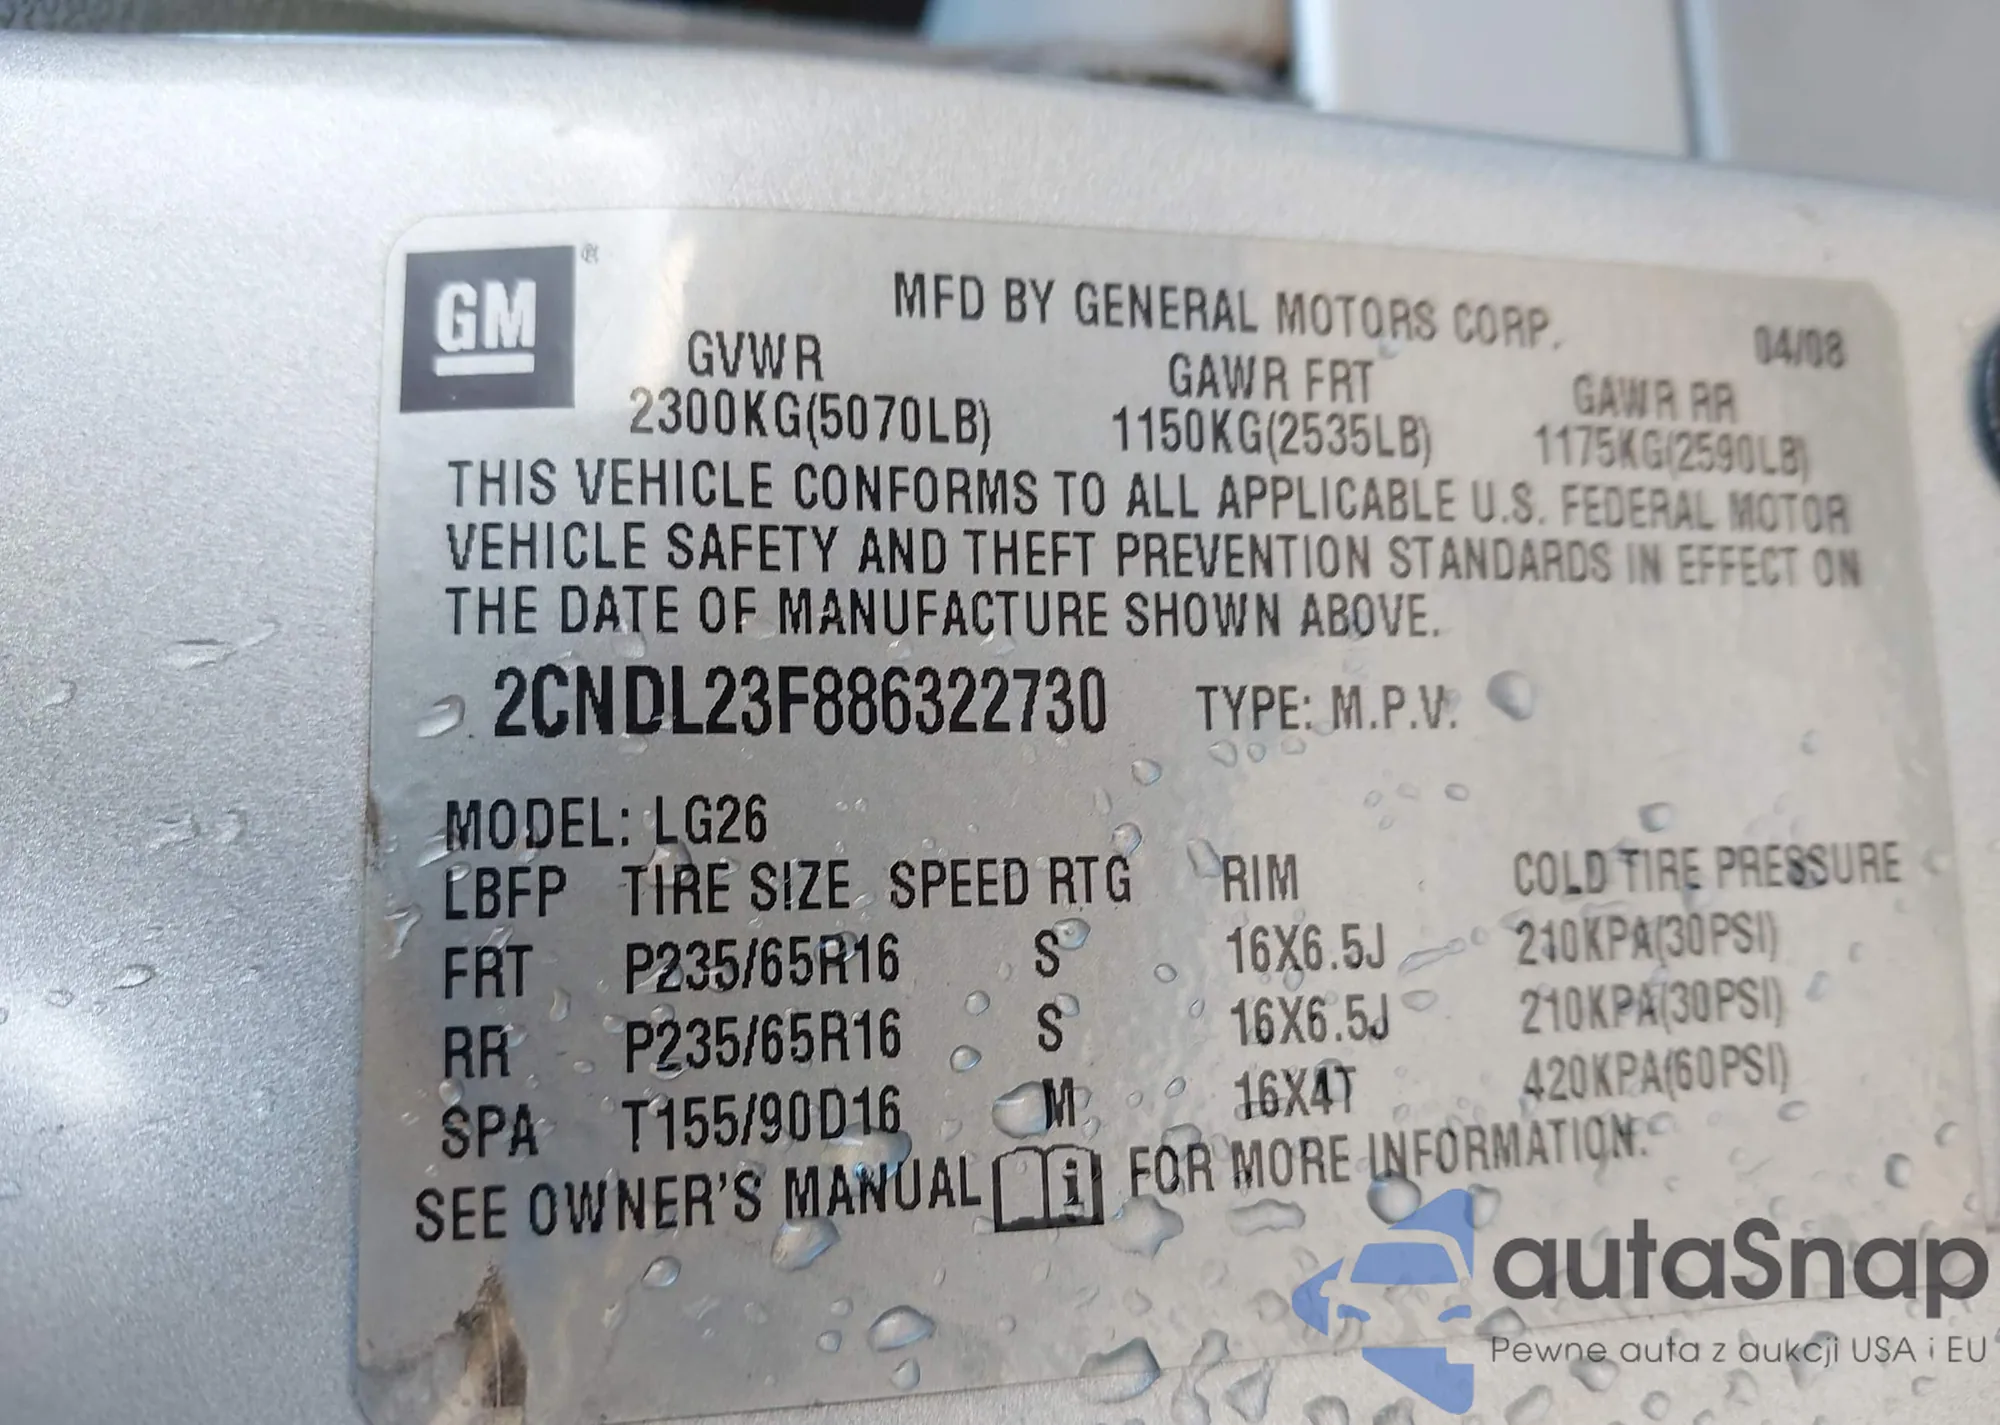 GM ®
MFD BY GENERAL MOTORS CORP. 04/08
GVWR GAWR FRT GAWR RR
2300KG(5070LB) 1150KG(2535LB) 1175KG(2590LB)
THIS VEHICLE CONFORMS TO ALL APPLICABLE U.S. FEDERAL MOTOR
VEHICLE SAFETY AND THEFT PREVENTION STANDARDS IN EFFECT ON
THE DATE OF MANUFACTURE SHOWN ABOVE.
2CNDL23F886322730 TYPE: M.P.V.
MODEL: LG26
LBFP TIRE SIZE SPEED RTG RIM COLD TIRE PRESSURE
FRT P235/65R16 S 16X6.5J 210KPA(30PSI)
RR P235/65R16 S 16X6.5J 210KPA(30PSI)
SPA T155/90D16 M 16X4T 420KPA(60PSI)
SEE OWNER'S MANUAL i FOR MORE INFORMATION.
autaSnap
Pewne auta z aukcji USA i EU